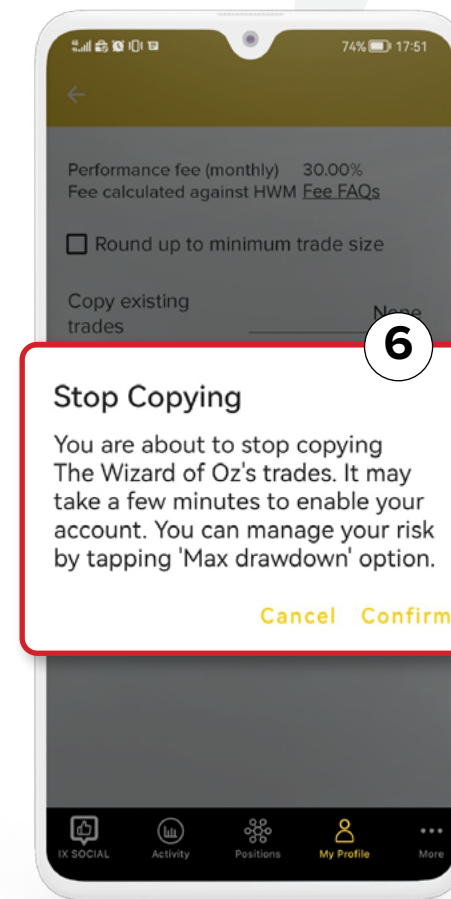 74% 17:51
Performance fee (monthly) 30.00%
Fee calculated against HWM Fee FAQs
Round up to minimum trade size
Copy existing None
trades
6
Stop Copying
You are about to stop copying
The Wizard of Oz's trades. It may
take a few minutes to enable your
account. You can manage your risk
by tapping 'Max drawdown' option.
Cancel Confirm
IX SOCIAL Activity Positions My Profile More